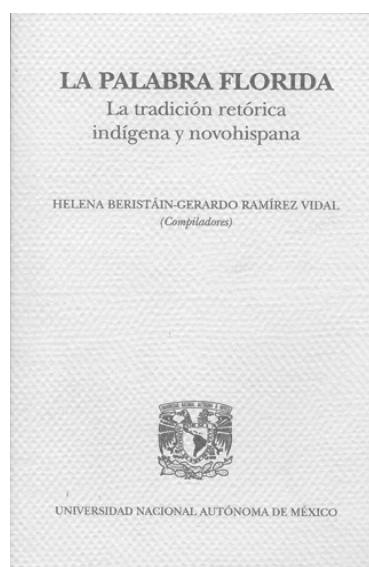 LA PALABRA FLORIDA
La tradición retórica
indígena y novohispana
HELENA BERISTÁIN-GERARDO RAMÍREZ VIDAL
(Compiladores)
UNIVERSIDAD NACIONAL AUTÓNOMA DE MÉXICO